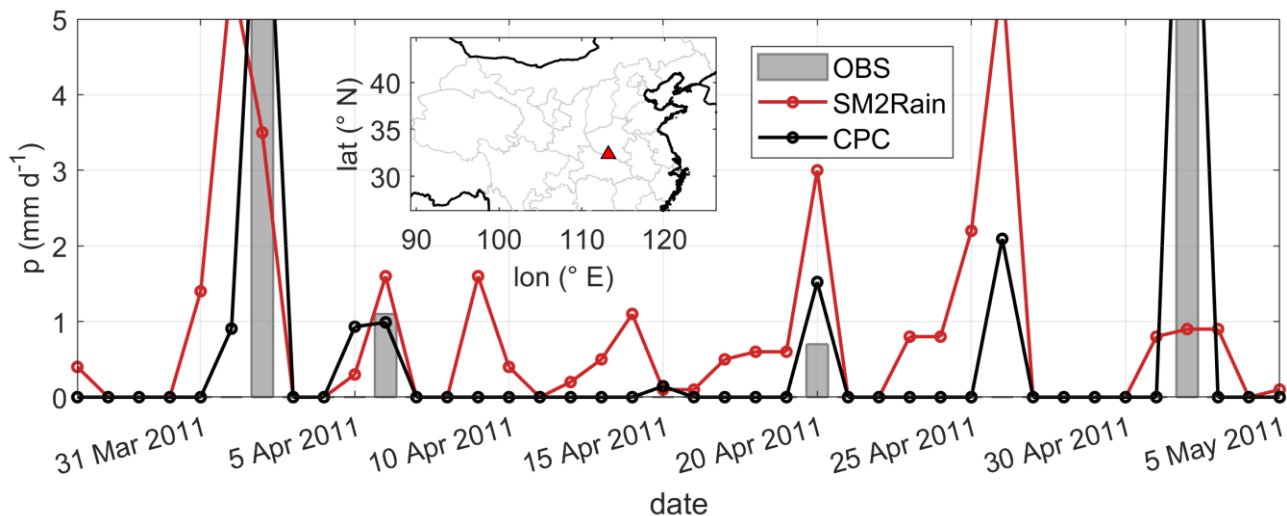 5
4
3
2
1
0
p (mm d⁻¹)
40
35
30
lat (° N)
90
100
110
120
lon (° E)
OBS
SM2Rain
CPC
31 Mar 2011
5 Apr 2011
10 Apr 2011
15 Apr 2011
20 Apr 2011
25 Apr 2011
30 Apr 2011
5 May 2011
date